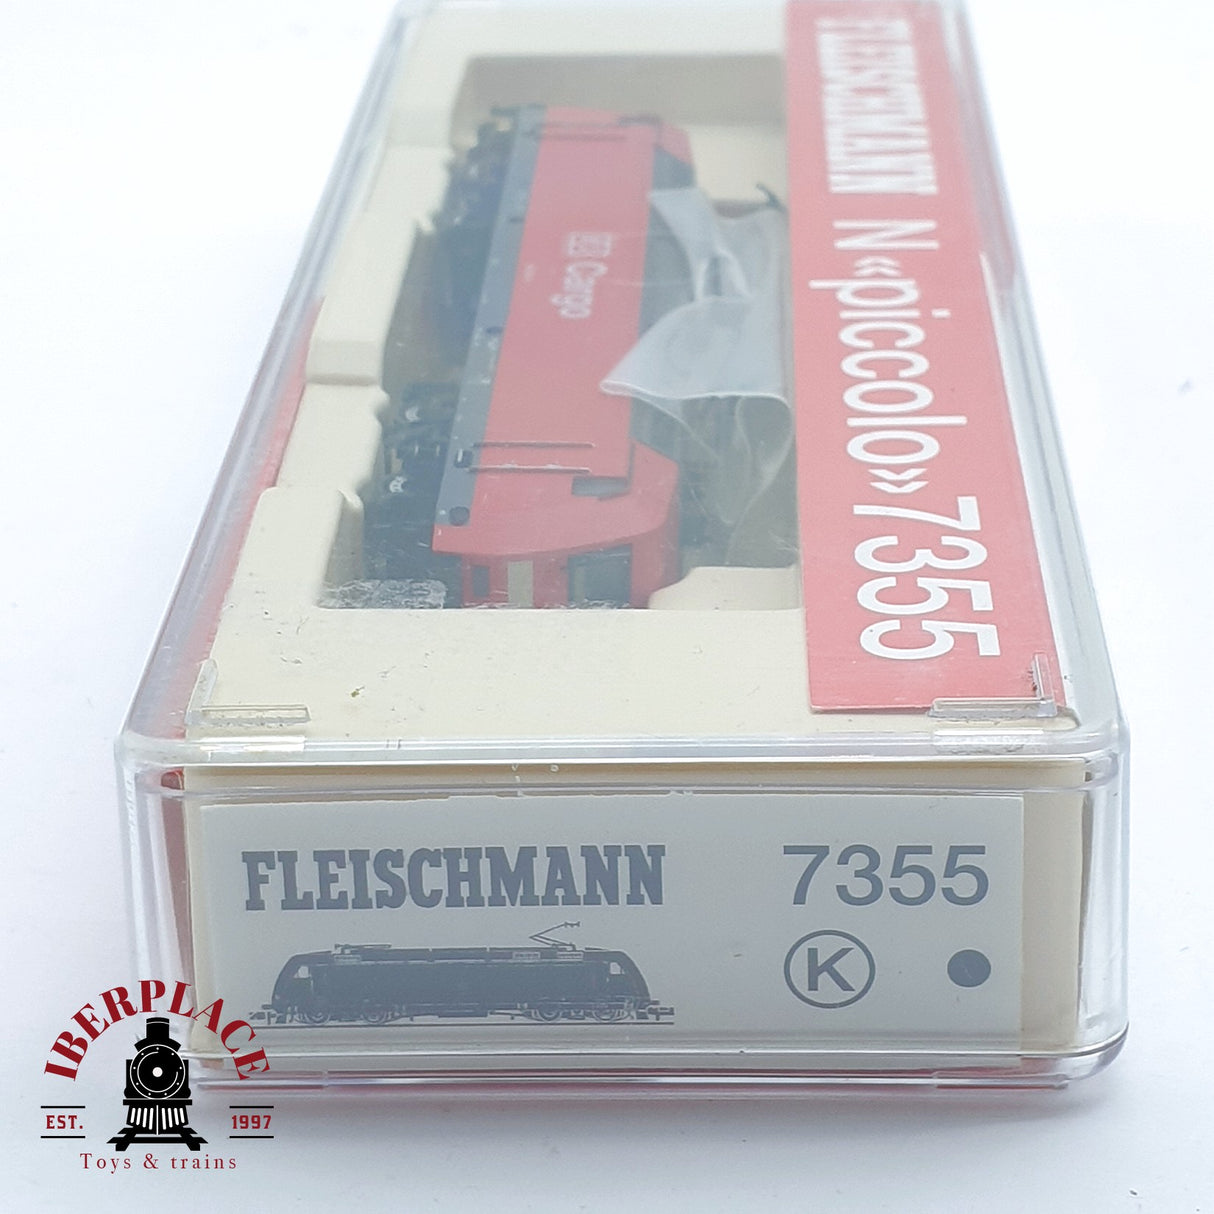 FLEISCHMANN N «piccolo» 7355
DB Cargo
FLEISCHMANN 7355
K
IBERPLACE
EST. 1997
Toys & trains